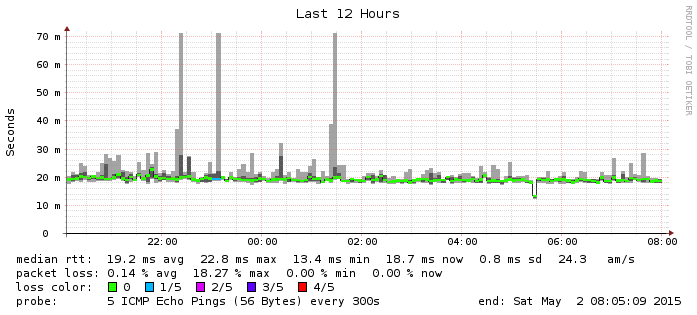 Last 12 Hours
RRDTOOL / TOBI OETIKER
Seconds
70 m
60 m
50 m
40 m
30 m
20 m
10 m
0
22:00 00:00 02:00 04:00 06:00 08:00
median rtt: 19.2 ms avg 22.8 ms max 13.4 ms min 18.7 ms now 0.8 ms sd 24.3 am/s
packet loss: 0.14 % avg 18.27 % max 0.00 % min 0.00 % now
loss color: 0 1/5 2/5 3/5 4/5
probe: 5 ICMP Echo Pings (56 Bytes) every 300s end: Sat May 2 08:05:09 2015